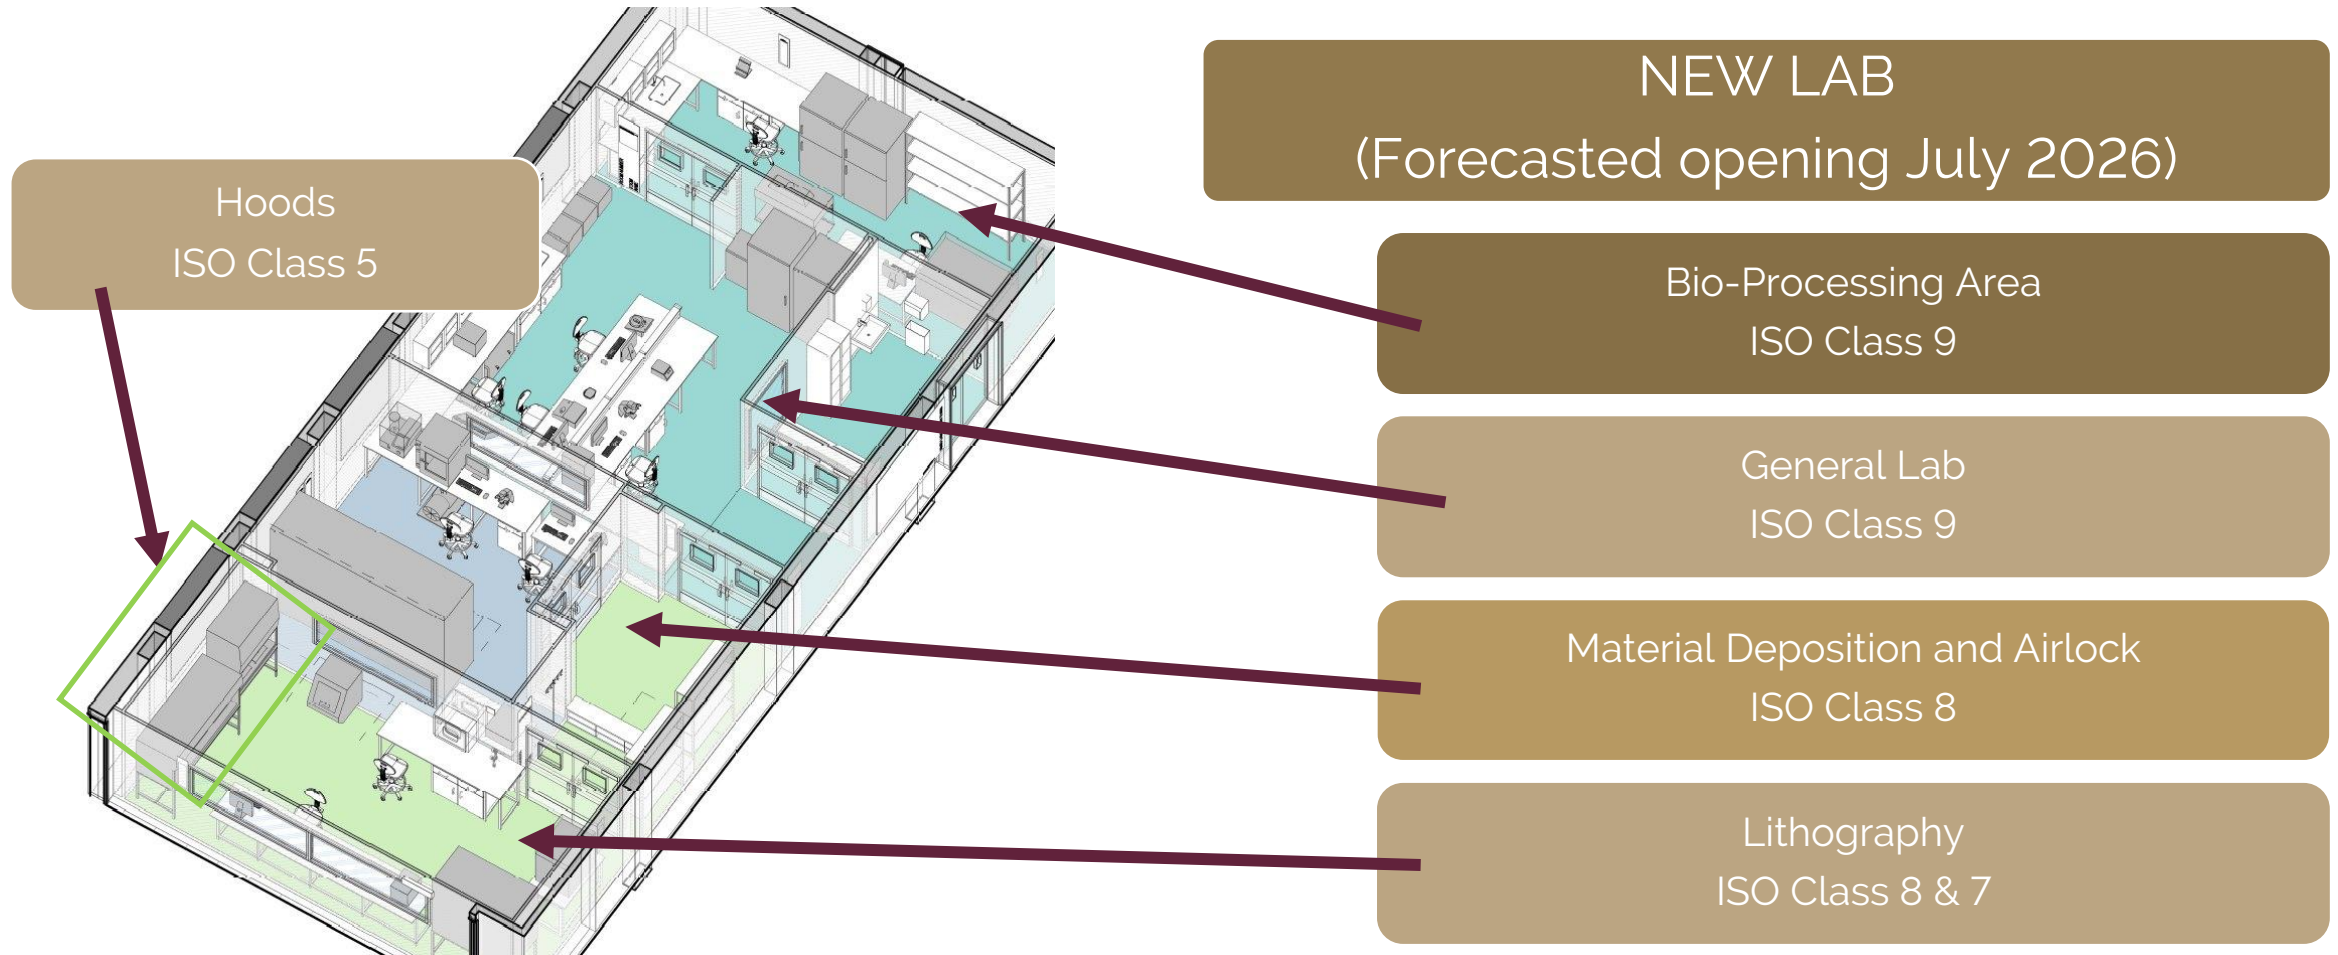 NEW LAB
(Forecasted opening July 2026)
Hoods
ISO Class 5
Bio-Processing Area
ISO Class 9
General Lab
ISO Class 9
Material Deposition and Airlock
ISO Class 8
Lithography
ISO Class 8 & 7